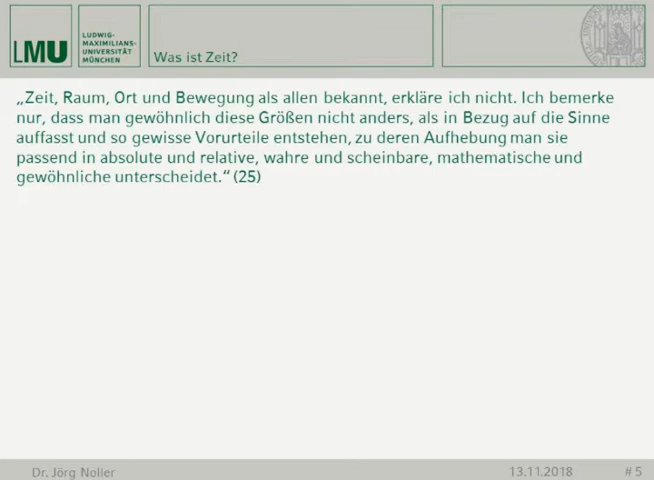 LMU
LUDWIG-
MAXIMILIANS-
UNIVERSITÄT
MÜNCHEN
Was ist Zeit?
„Zeit, Raum, Ort und Bewegung als allen bekannt, erkläre ich nicht. Ich bemerke
nur, dass man gewöhnlich diese Größen nicht anders, als in Bezug auf die Sinne
auffasst und so gewisse Vorurteile entstehen, zu deren Aufhebung man sie
passend in absolute und relative, wahre und scheinbare, mathematische und
gewöhnliche unterscheidet.“ (25)
Dr. Jörg Noller
13.11.2018
# 5